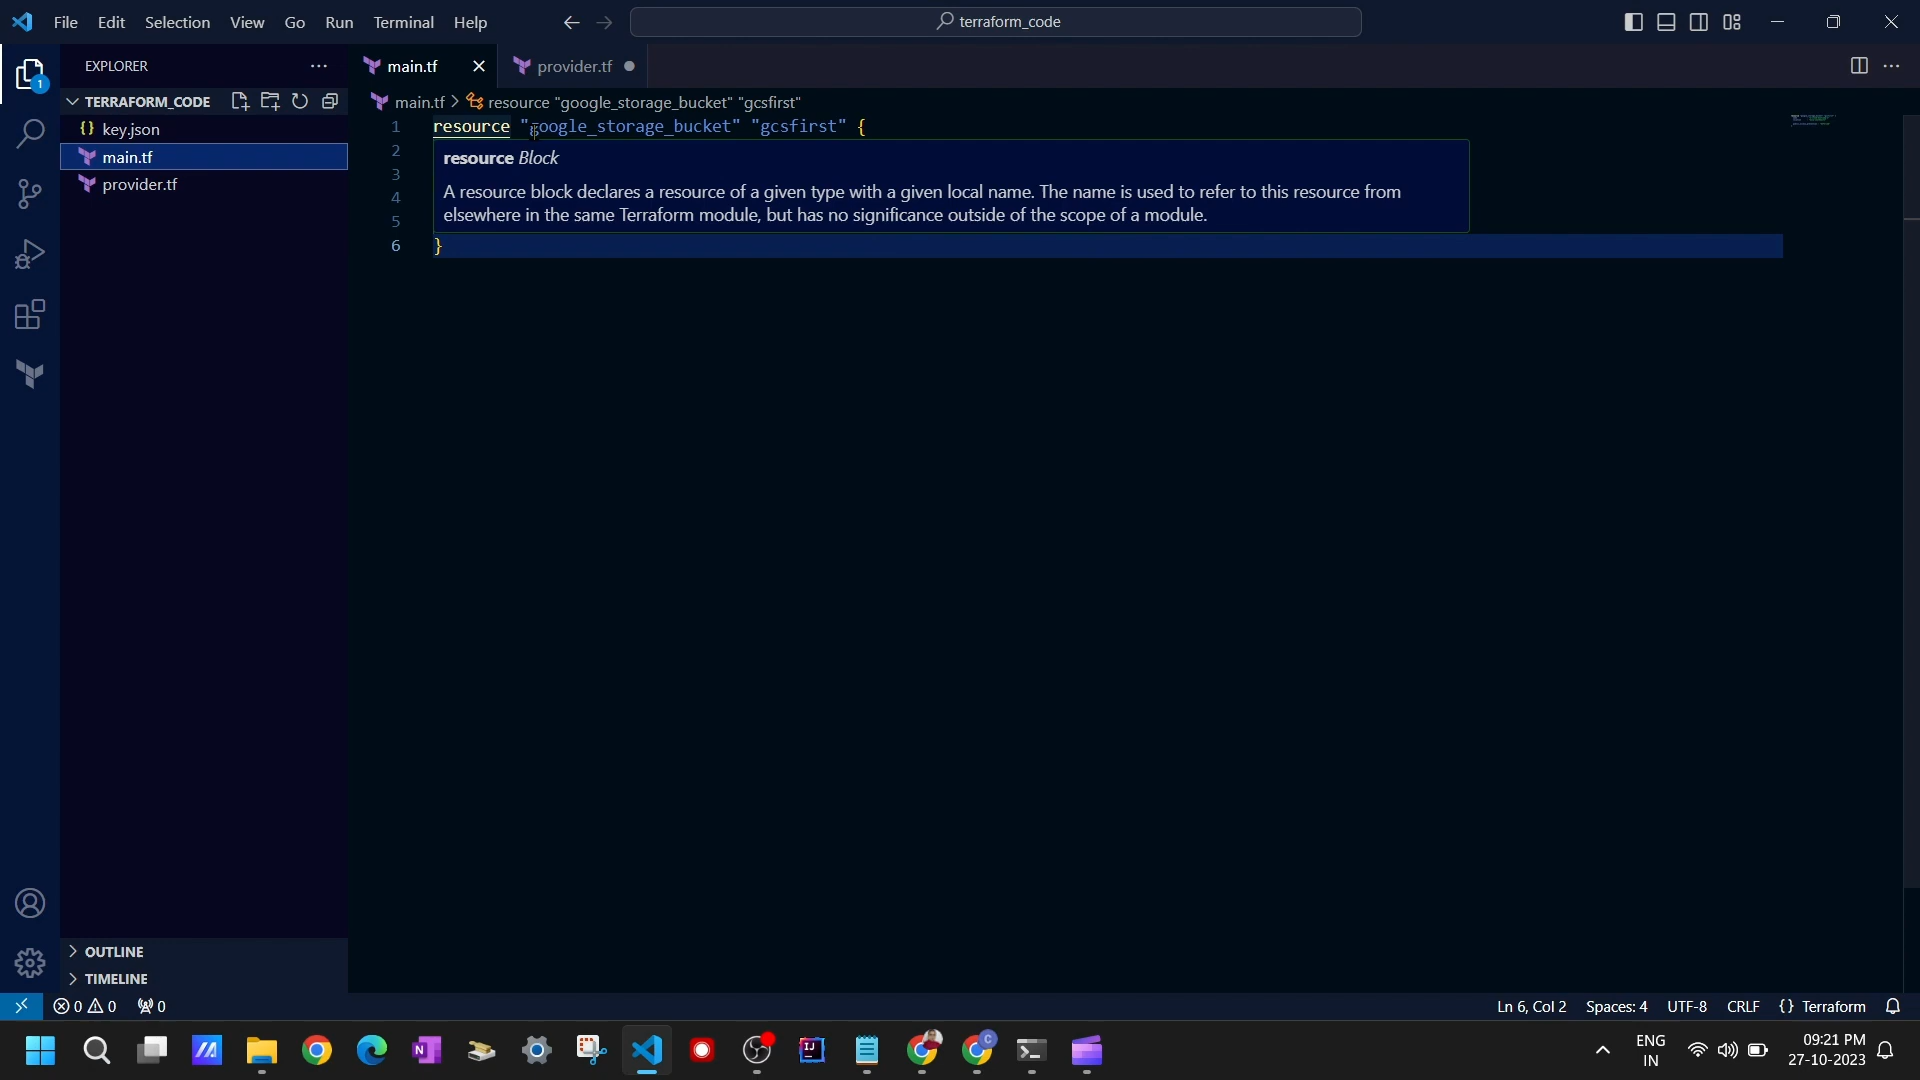 File Edit Selection View Go Run Terminal Help
terraform_code
EXPLORER
main.tf
provider.tf
1
TERRAFORM_CODE
main.tf > resource "google_storage_bucket" "gcsfirst"
key.json
main.tf
provider.tf
1 resource "google_storage_bucket" "gcsfirst" {
2
resource Block
3
A resource block declares a resource of a given type with a given local name. The name is used to refer to this resource from
4
elsewhere in the same Terraform module, but has no significance outside of the scope of a module.
5
6 }
OUTLINE
TIMELINE
0 0 0
Ln 6, Col 2 Spaces: 4 UTF-8 CRLF {} Terraform
ENG
IN
09:21 PM
27-10-2023